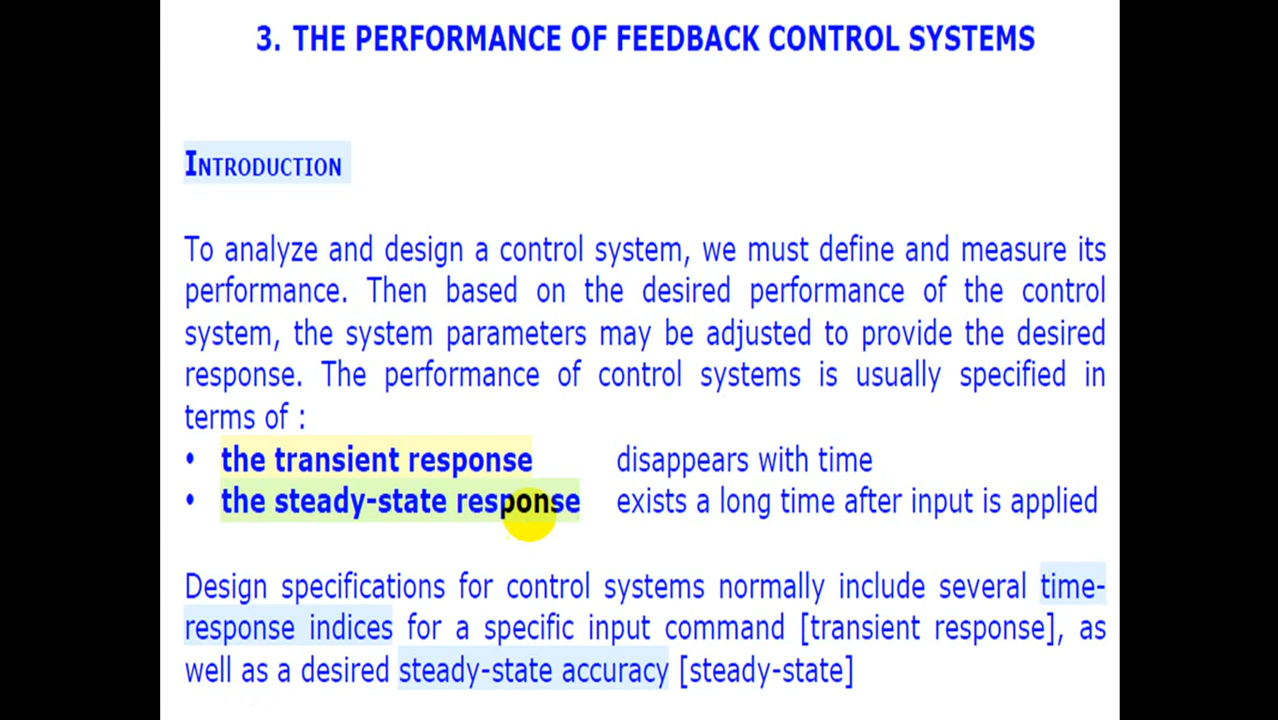 3. THE PERFORMANCE OF FEEDBACK CONTROL SYSTEMS
INTRODUCTION
To analyze and design a control system, we must define and measure its
performance. Then based on the desired performance of the control
system, the system parameters may be adjusted to provide the desired
response. The performance of control systems is usually specified in
terms of :
• the transient response disappears with time
• the steady-state response exists a long time after input is applied
Design specifications for control systems normally include several time-
response indices for a specific input command [transient response], as
well as a desired steady-state accuracy [steady-state]